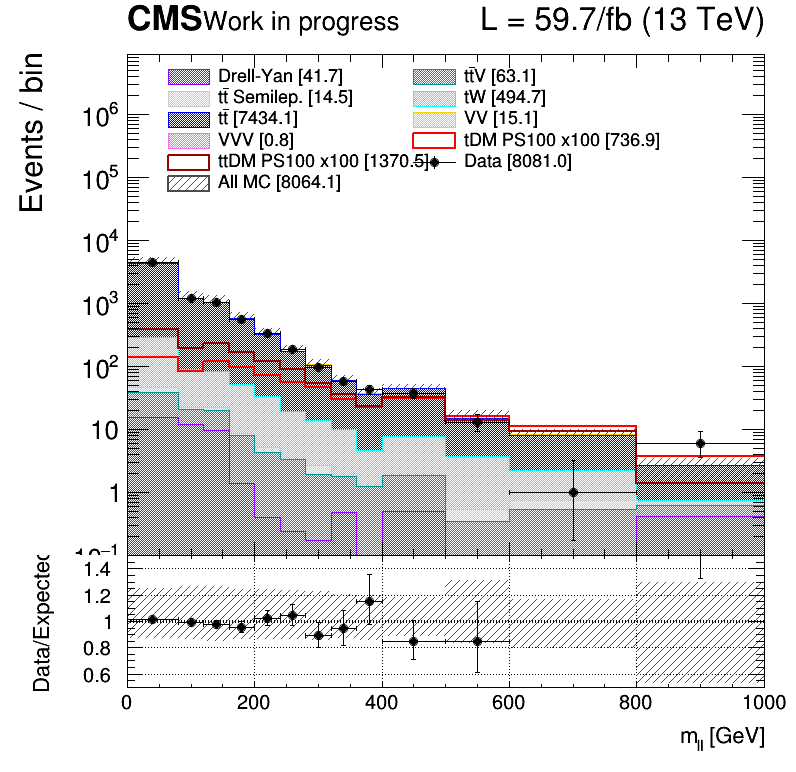 CMS Work in progress L = 59.7/fb (13 TeV)
Events / bin
Drell-Yan [41.7] tt̄V [63.1]
tt̄ Semilep. [14.5] tW [494.7]
tt̄ [7434.1] VV [15.1]
VVV [0.8] tDM PS100 x100 [736.9]
ttDM PS100 x100 [1370.5] Data [8081.0]
All MC [8064.1]
10⁶
10⁵
10⁴
10³
10²
10
1
10⁻¹
Data/Expected
1.4
1.2
1
0.8
0.6
0 200 400 600 800 1000
m_ll [GeV]